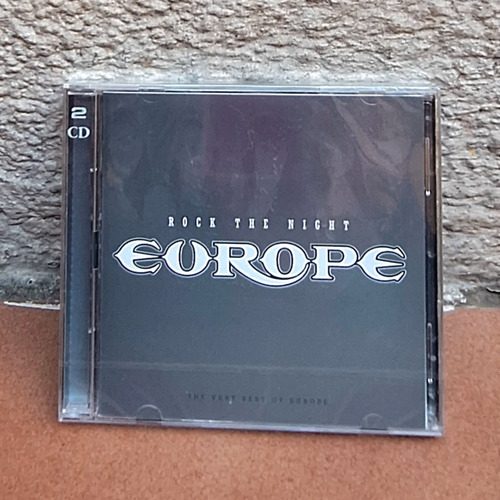 2
CD
ROCK THE NIGHT
EUROPE
THE VERY BEST OF EUROPE